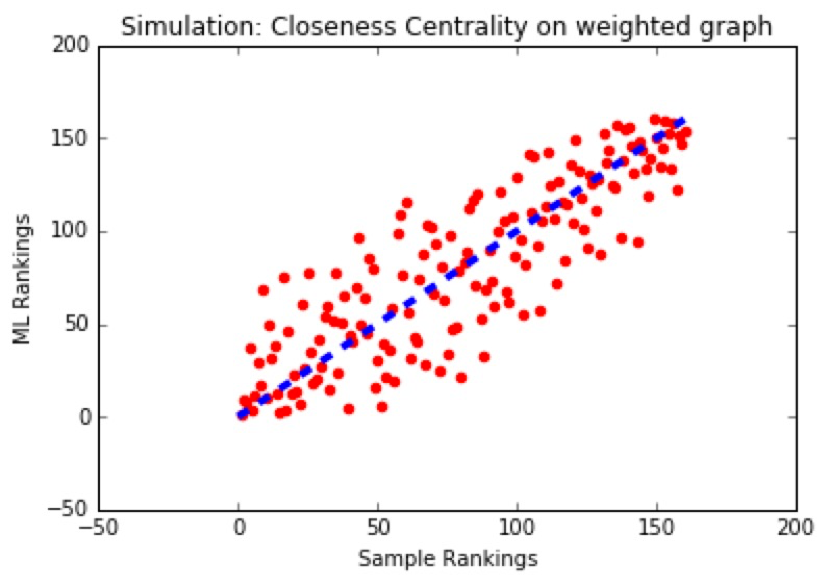 Simulation: Closeness Centrality on weighted graph
200
150
100
50
0
−50
ML Rankings
−50 0 50 100 150 200
Sample Rankings